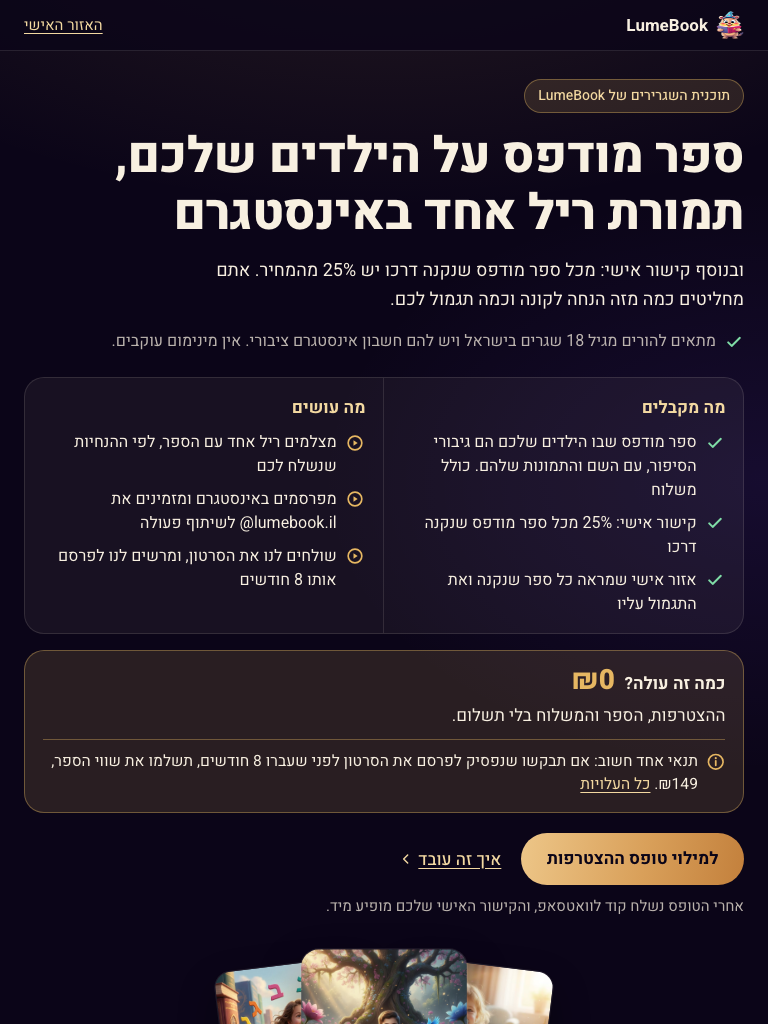 LumeBook
האזור האישי
תוכנית השגרירים של LumeBook
ספר מודפס על הילדים שלכם,
תמורת ריל אחד באינסטגרם
ובנוסף קישור אישי: מכל ספר מודפס שנקנה דרכו יש 25% מהמחיר. אתם
מחליטים כמה מזה הנחה לקונה וכמה תגמול לכם.
מתאים להורים מגיל 18 שגרים בישראל ויש להם חשבון אינסטגרם ציבורי. אין מינימום עוקבים.
מה מקבלים
ספר מודפס שבו הילדים שלכם הם גיבורי
הסיפור, עם השם והתמונות שלהם. כולל
משלוח
קישור אישי: 25% מכל ספר מודפס שנקנה
דרכו
אזור אישי שמראה כל ספר שנקנה ואת
התגמול עליו
מה עושים
מצלמים ריל אחד עם הספר, לפי ההנחיות
שנשלח לכם
מפרסמים באינסטגרם ומזמינים את
@lumebook.il לשיתוף פעולה
שולחים לנו את הסרטון, ומרשים לנו לפרסם
אותו 8 חודשים
כמה זה עולה? ₪0
ההצטרפות, הספר והמשלוח בלי תשלום.
תנאי אחד חשוב: אם תבקשו שנפסיק לפרסם את הסרטון לפני שעברו 8 חודשים, תשלמו את שווי הספר,
₪149. כל העלויות
למילוי טופס ההצטרפות
איך זה עובד
אחרי הטופס נשלח קוד לוואטסאפ, והקישור האישי שלכם מופיע מיד.